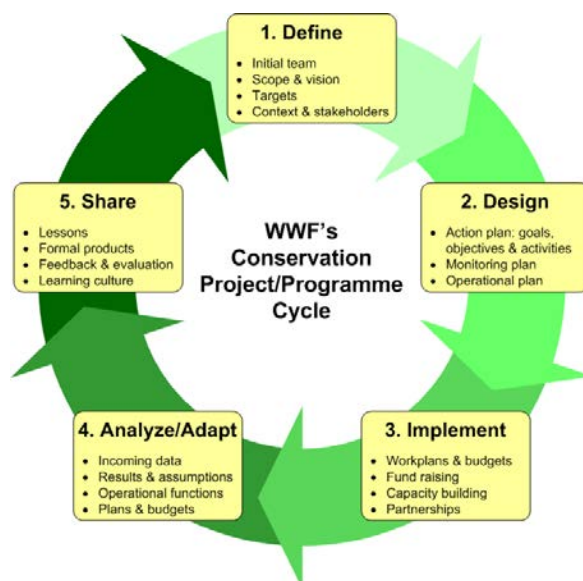 1. Define
• Initial team
• Scope & vision
• Targets
• Context & stakeholders
2. Design
• Action plan: goals,
objectives & activities
• Monitoring plan
• Operational plan
3. Implement
• Workplans & budgets
• Fund raising
• Capacity building
• Partnerships
4. Analyze/Adapt
• Incoming data
• Results & assumptions
• Operational functions
• Plans & budgets
5. Share
• Lessons
• Formal products
• Feedback & evaluation
• Learning culture
WWF's
Conservation
Project/Programme
Cycle